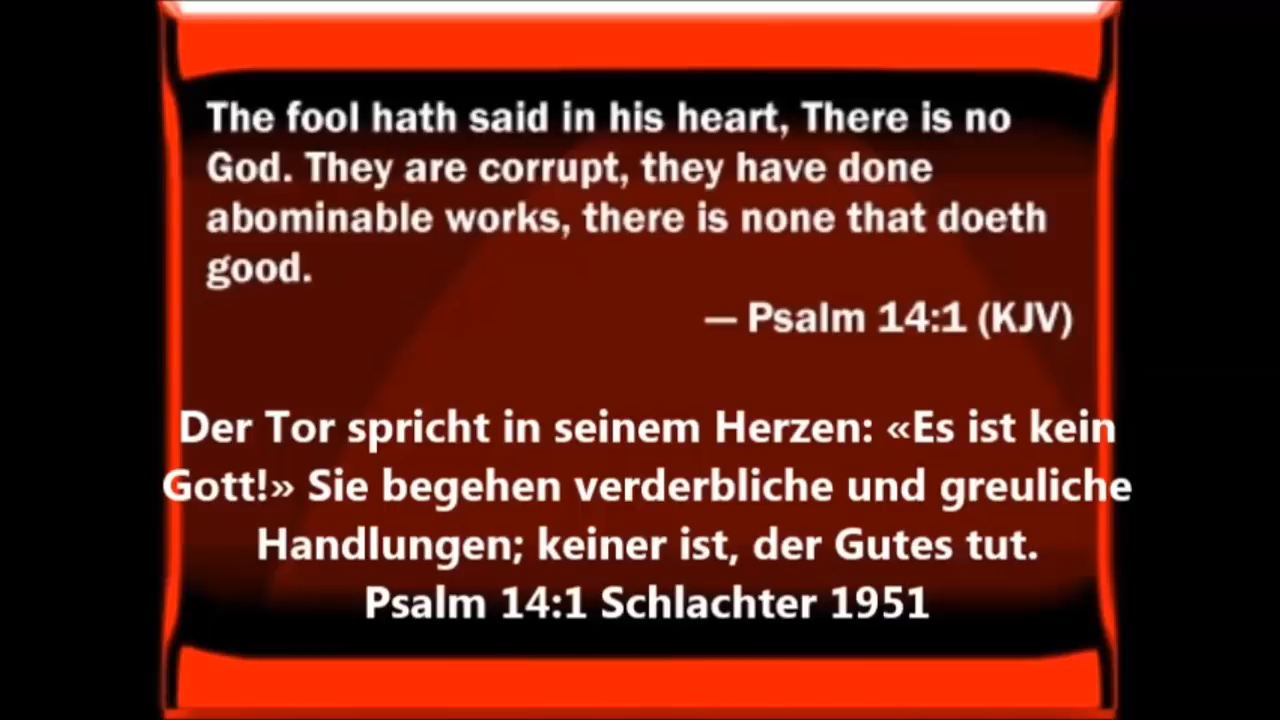 The fool hath said in his heart, There is no
God. They are corrupt, they have done
abominable works, there is none that doeth
good.
— Psalm 14:1 (KJV)
Der Tor spricht in seinem Herzen: «Es ist kein
Gott!» Sie begehen verderbliche und greuliche
Handlungen; keiner ist, der Gutes tut.
Psalm 14:1 Schlachter 1951